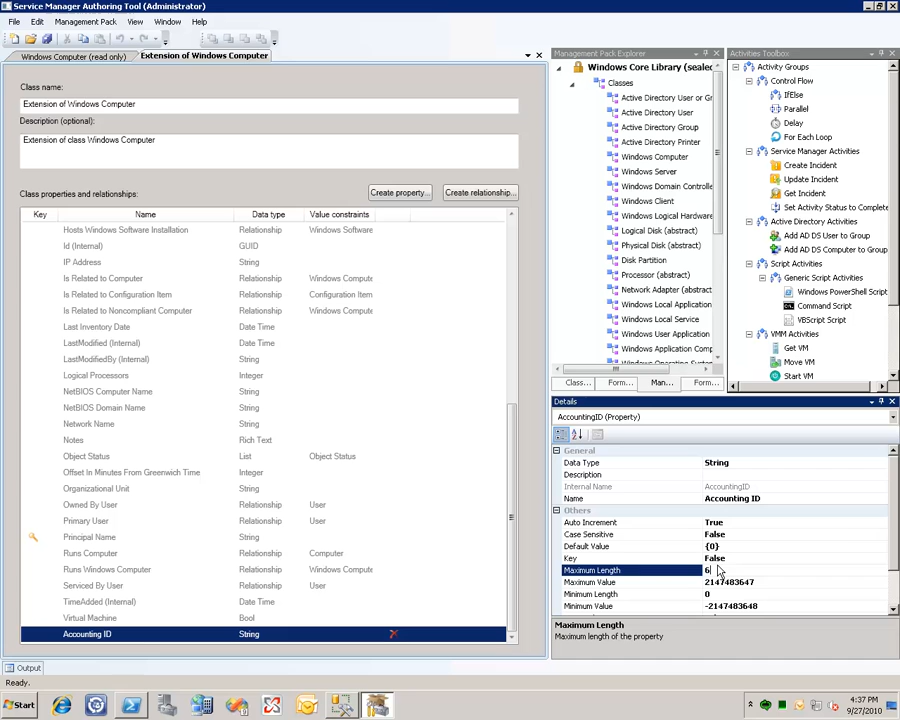 Service Manager Authoring Tool (Administrator)
File Edit Management Pack View Window Help
Windows Computer (read only) Extension of Windows Computer
Class name:
Extension of Windows Computer
Description (optional):
Extension of class Windows Computer
Class properties and relationships: Create property... Create relationship...
Key Name Data type Value constraints
Hosts Windows Software Installation Relationship Windows Software
Id (Internal) GUID
IP Address String
Is Related to Computer Relationship Windows Compute
Is Related to Configuration Item Relationship Configuration Item
Is Related to Noncompliant Computer Relationship Windows Compute
Last Inventory Date Date Time
LastModified (Internal) Date Time
LastModifiedBy (Internal) String
Logical Processors Integer
NetBIOS Computer Name String
NetBIOS Domain Name String
Network Name String
Notes Rich Text
Object Status List Object Status
Offset In Minutes From Greenwich Time Integer
Organizational Unit String
Owned By User Relationship User
Primary User Relationship User
Principal Name String
Runs Computer Relationship Computer
Runs Windows Computer Relationship Windows Compute
Serviced By User Relationship User
TimeAdded (Internal) Date Time
Virtual Machine Bool
Accounting ID String
Management Pack Explorer
Windows Core Library (sealed
Classes
Active Directory User or Gr
Active Directory User
Active Directory Group
Active Directory Printer
Windows Computer
Windows Server
Windows Domain Controlle
Windows Client
Windows Logical Hardware
Logical Disk (abstract)
Physical Disk (abstract)
Disk Partition
Processor (abstract)
Network Adapter (abstract
Windows Local Application
Windows Local Service
Windows User Application
Windows Application Comp
Class... Form... Man... Form...
Activities Toolbox
Activity Groups
Control Flow
IfElse
Parallel
Delay
For Each Loop
Service Manager Activities
Create Incident
Update Incident
Get Incident
Set Activity Status to Complete
Active Directory Activities
Add AD DS User to Group
Add AD DS Computer to Group
Script Activities
Generic Script Activities
Windows PowerShell Script
Command Script
VBScript Script
VMM Activities
Get VM
Move VM
Start VM
Details
AccountingID (Property)
General
Data Type String
Description
Internal Name AccountingID
Name Accounting ID
Others
Auto Increment True
Case Sensitive False
Default Value {0}
Key False
Maximum Length 6
Maximum Value 2147483647
Minimum Length 0
Minimum Value -2147483648
Maximum Length
Maximum length of the property
Output
Ready.
Start
4:37 PM
9/27/2010